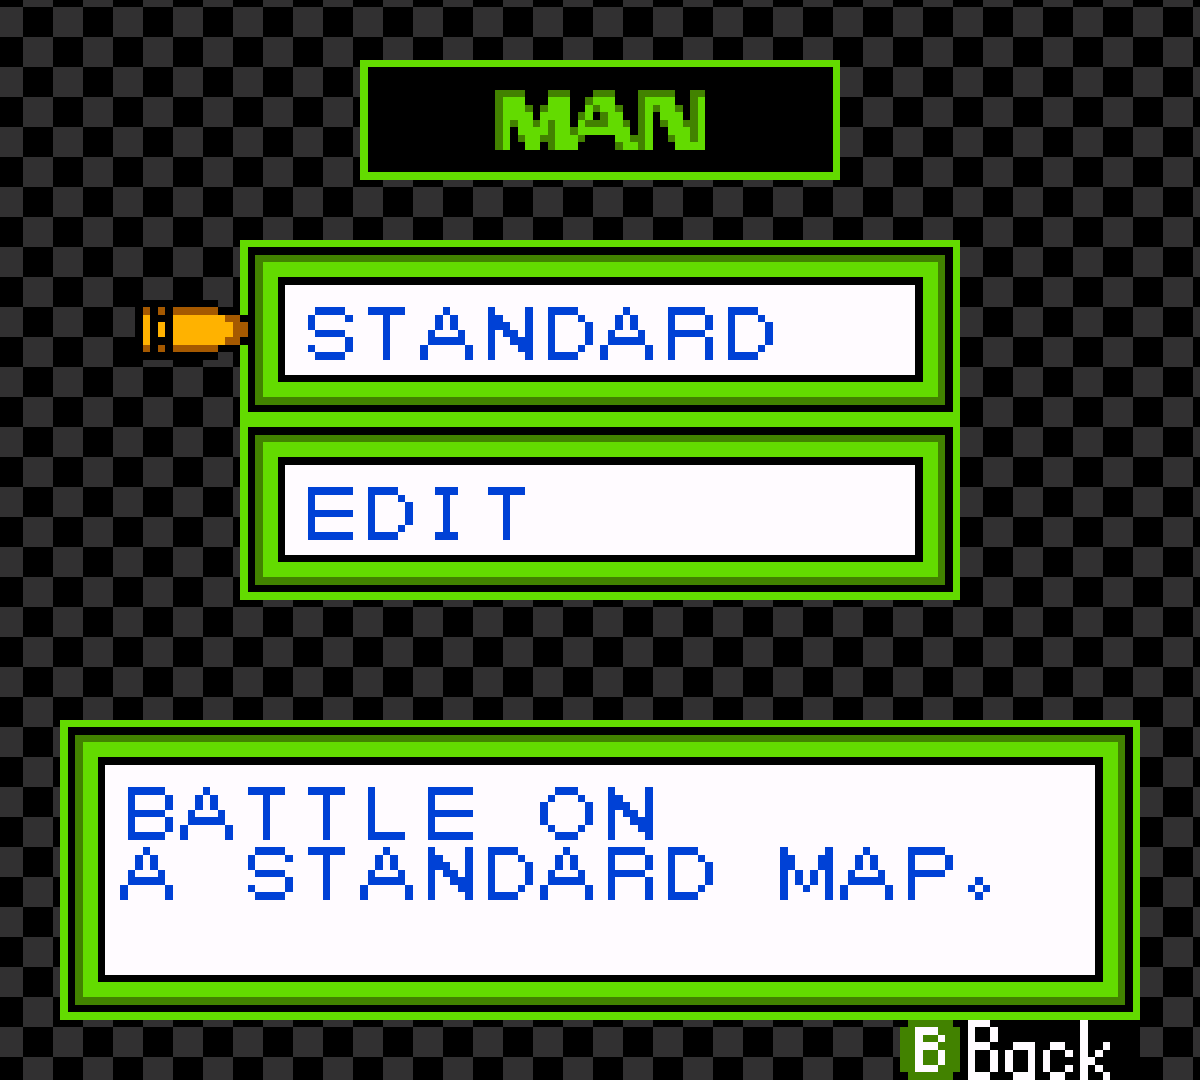 MAN
STANDARD
EDIT
BATTLE ON
A STANDARD MAP.
B Back